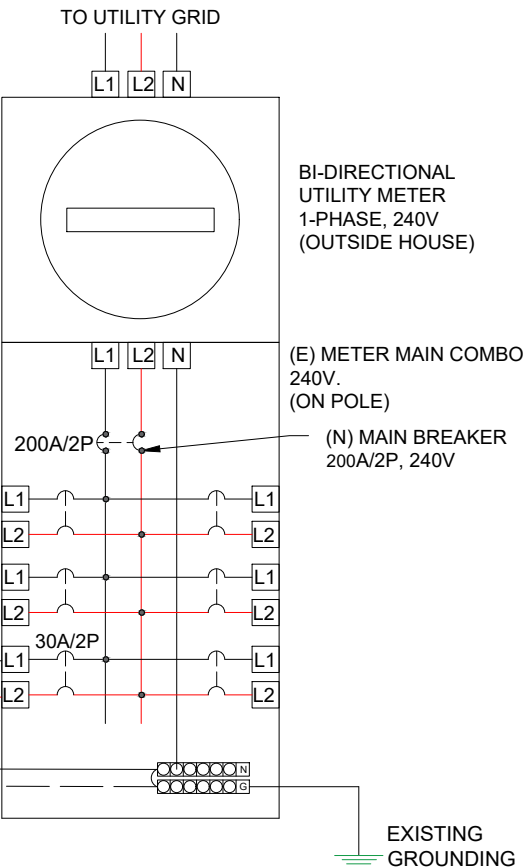 TO UTILITY GRID
L1 L2 N
BI-DIRECTIONAL
UTILITY METER
1-PHASE, 240V
(OUTSIDE HOUSE)
L1 L2 N
(E) METER MAIN COMBO
240V.
(ON POLE)
200A/2P
(N) MAIN BREAKER
200A/2P, 240V
L1 L1
L2 L2
L1 L1
L2 L2
30A/2P
L1 L1
L2 L2
N
G
EXISTING
GROUNDING